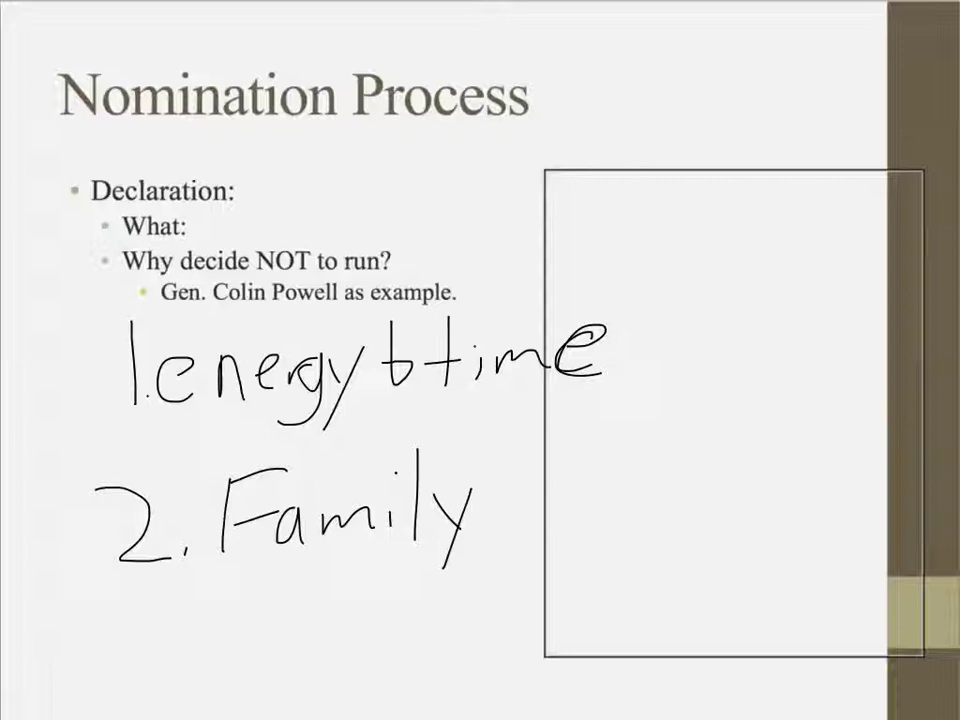 Nomination Process
• Declaration:
• What:
• Why decide NOT to run?
• Gen. Colin Powell as example.
1. energy & time
2. Family